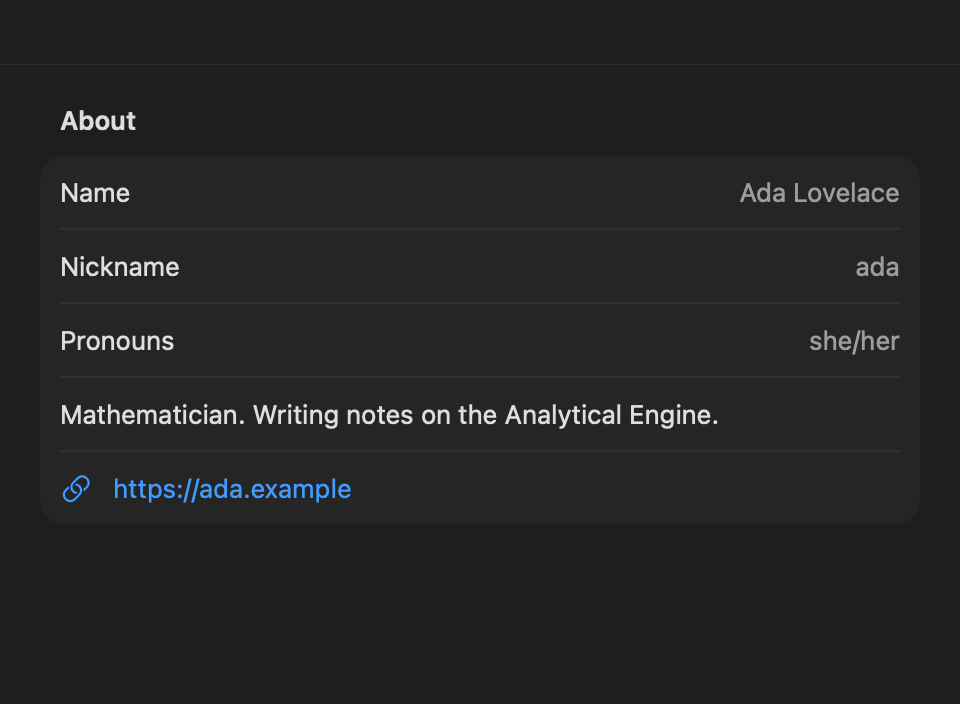 About
Name Ada Lovelace
Nickname ada
Pronouns she/her
Mathematician. Writing notes on the Analytical Engine.
https://ada.example